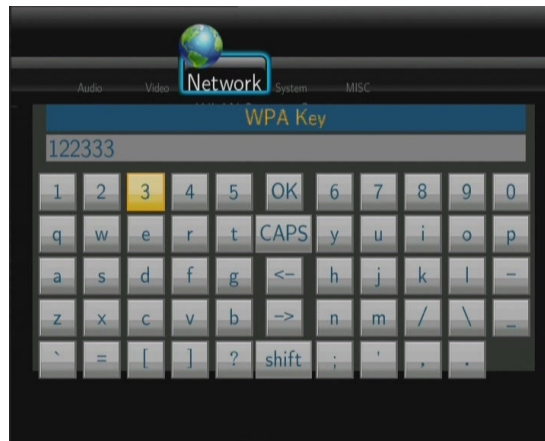 Audio Video Network System MISC
WPA Key
122333
1 2 3 4 5 OK 6 7 8 9 0
q w e r t CAPS y u i o p
a s d f g <- h j k l -
z x c v b -> n m / \ _
` = [ ] ? shift ; ' , .